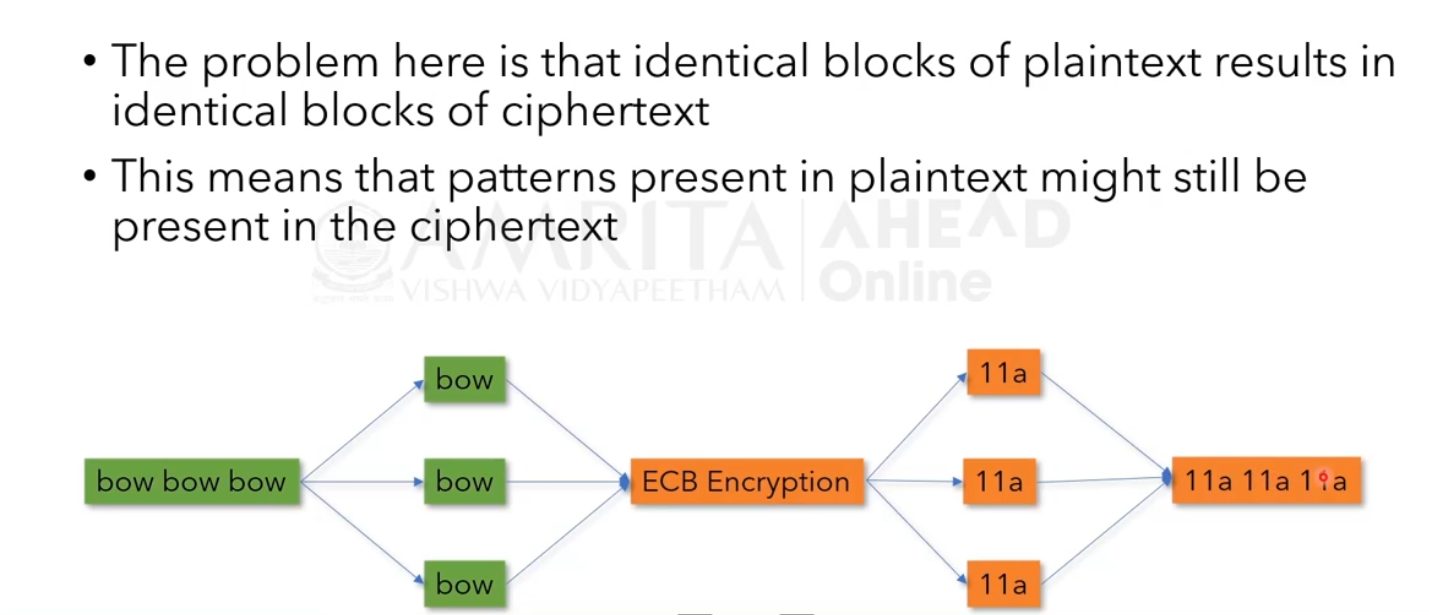 • The problem here is that identical blocks of plaintext results in
identical blocks of ciphertext
• This means that patterns present in plaintext might still be
present in the ciphertext
AMRITA AHEAD
VISHWA VIDYAPEETHAM Online
bow
11a
bow bow bow
bow
ECB Encryption
11a
11a 11a 11a
bow
11a